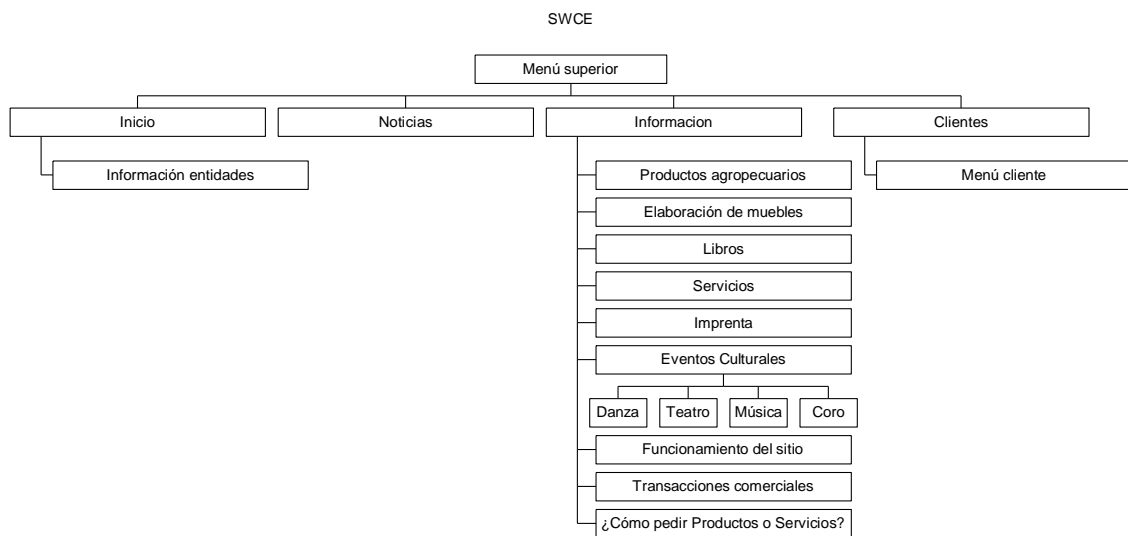 SWCE
Menú superior
Inicio
Noticias
Informacion
Clientes
Información entidades
Productos agropecuarios
Menú cliente
Elaboración de muebles
Libros
Servicios
Imprenta
Eventos Culturales
Danza
Teatro
Música
Coro
Funcionamiento del sitio
Transacciones comerciales
¿Cómo pedir Productos o Servicios?